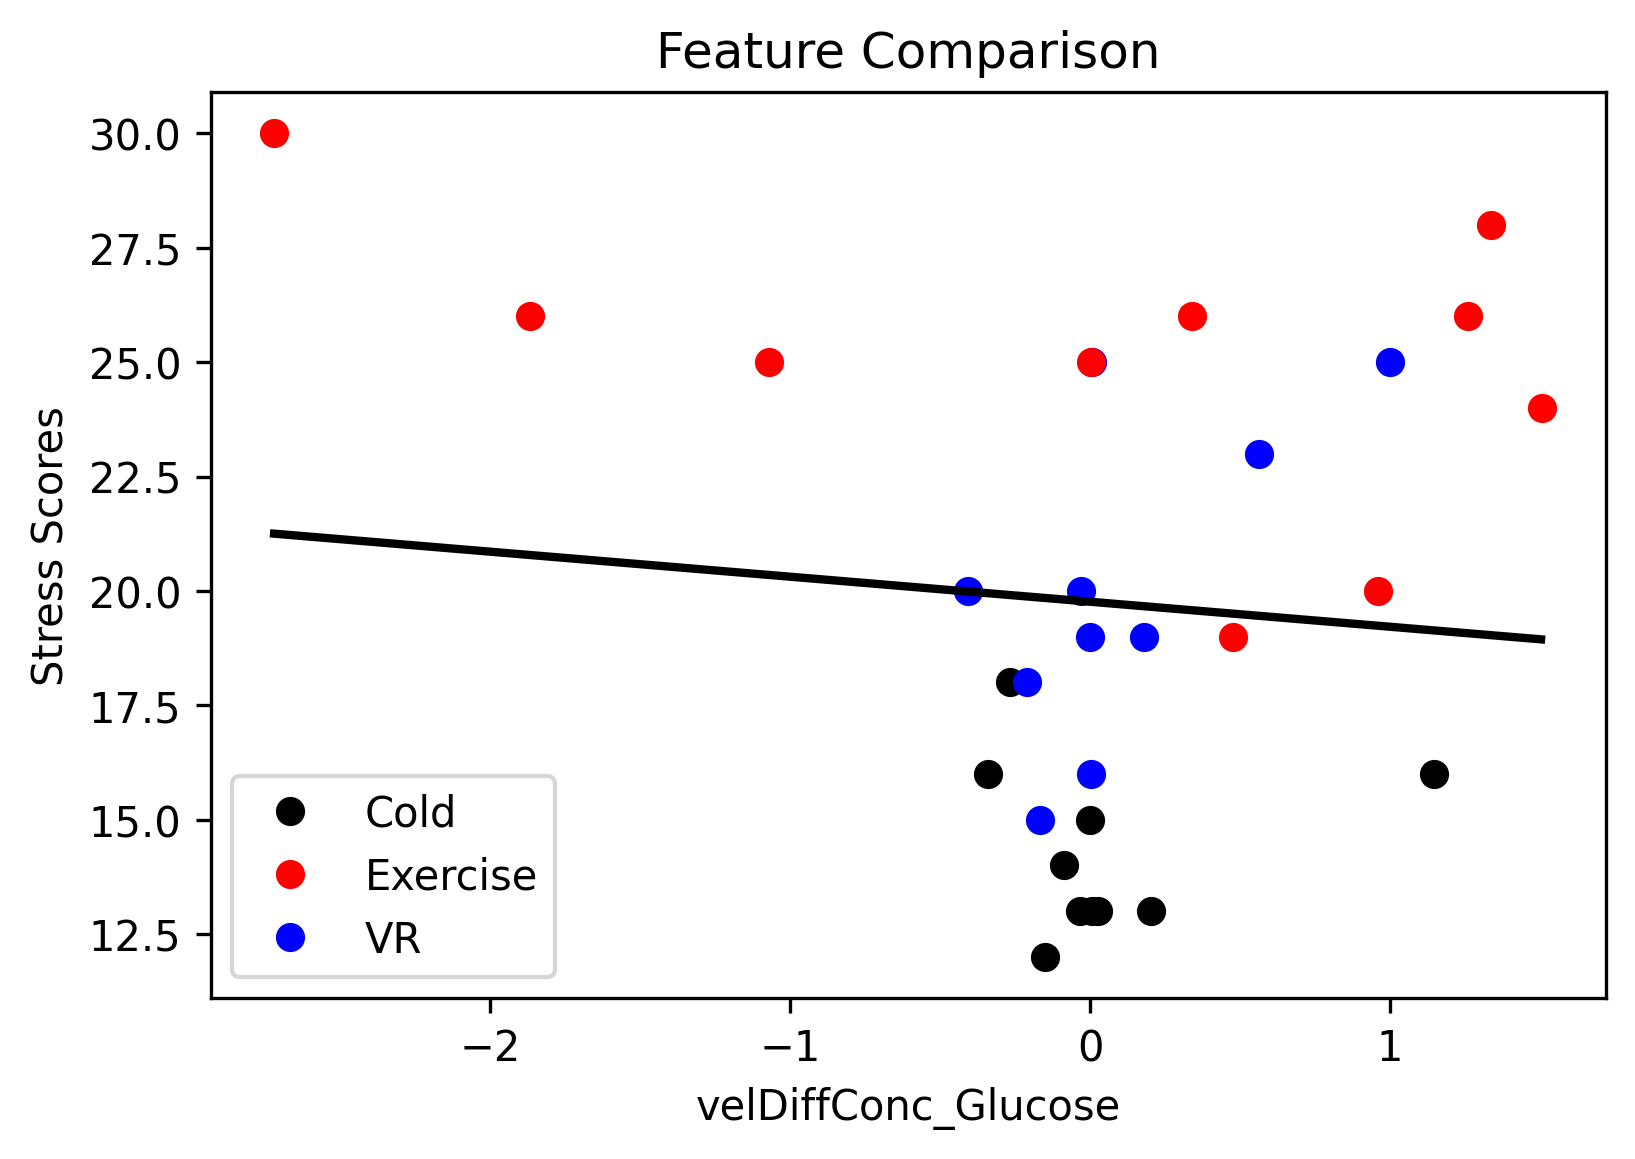 Feature Comparison
30.0
27.5
25.0
22.5
20.0
17.5
15.0
12.5
Stress Scores
Cold
Exercise
VR
−2
−1
0
1
velDiffConc_Glucose